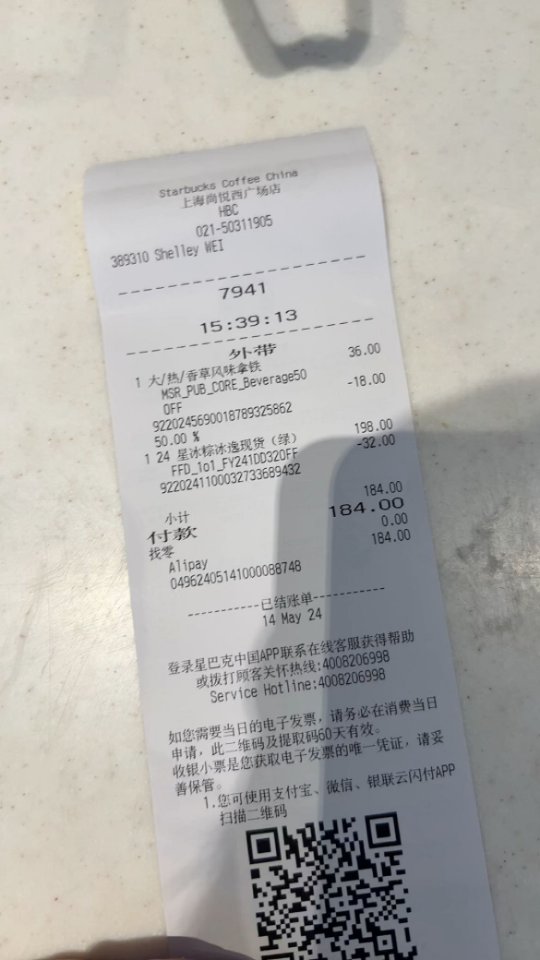 Starbucks Coffee China
上海尚悦西广场店
HBC
021-50311905
389310 Shelley WEI
7941
15:39:13
外带
1 大/热/香草风味拿铁 36.00
MSR_PUB_CORE_Beverage50 -18.00
OFF
9220245690018789325862
50.00 %
1 24 星冰粽冰逸现货（绿） 198.00
FFD_1o1_FY241DD32OFF -32.00
9220241100032733689432
小计 184.00
付款 184.00
找零 0.00
Alipay 184.00
04962405141000088748
-----------已结账单-----------
14 May 24
登录星巴克中国APP联系在线客服获得帮助
或拨打顾客关怀热线:4008206998
Service Hotline:4008206998
如您需要当日的电子发票，请务必在消费当日
申请，此二维码及提取码60天有效。
收银小票是您获取电子发票的唯一凭证，请妥
善保管。
1.您可使用支付宝、微信、银联云闪付APP
扫描二维码